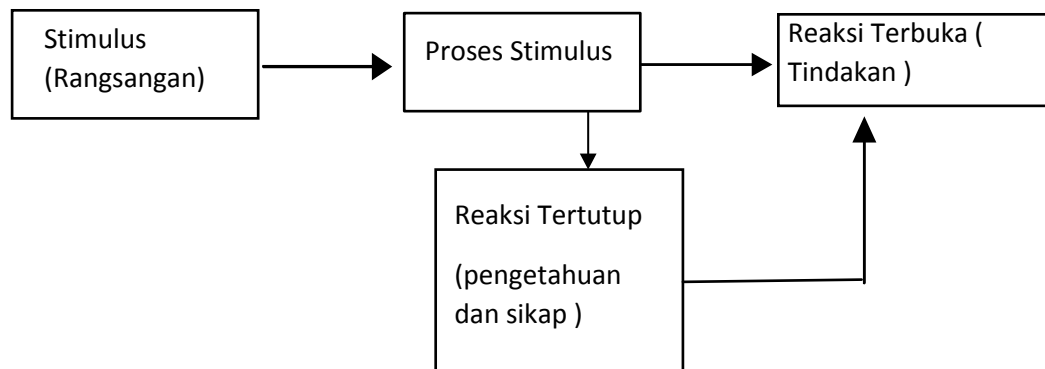 Stimulus
(Rangsangan)
Proses Stimulus
Reaksi Terbuka (
Tindakan )
Reaksi Tertutup
(pengetahuan
dan sikap )